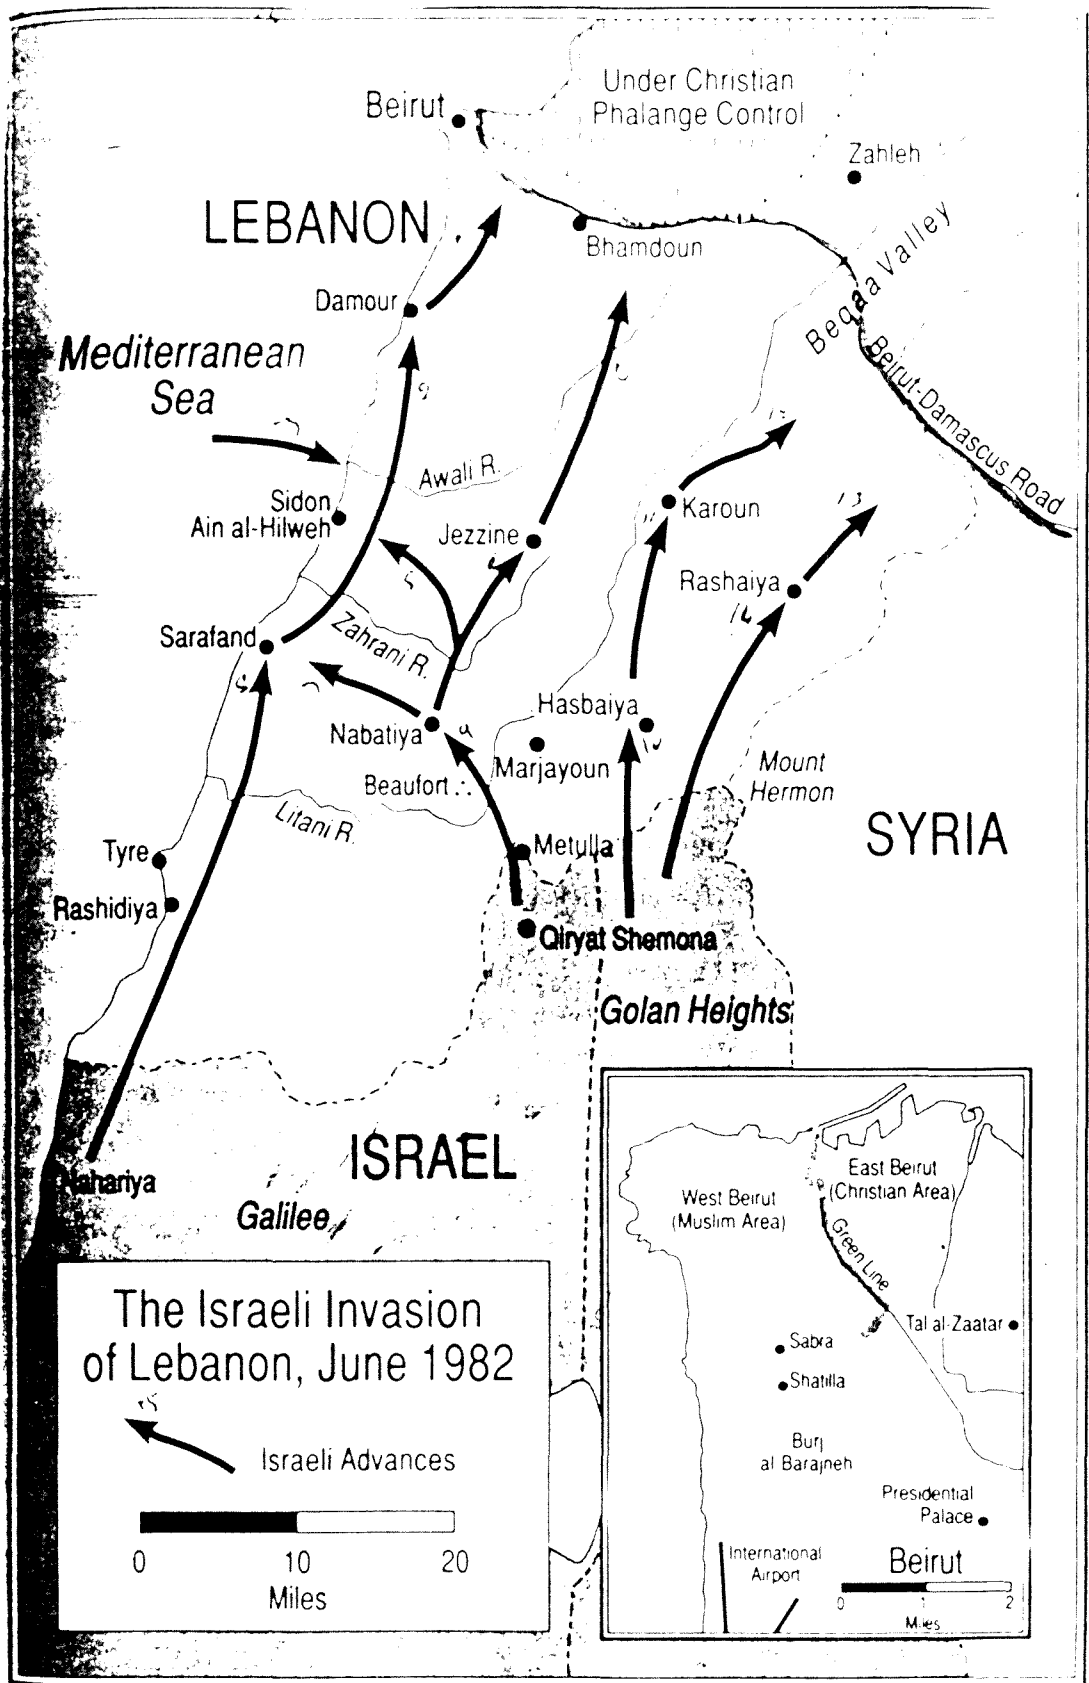 Under Christian
Phalange Control
Beirut
Zahleh
LEBANON
Bhamdoun
Beqaa Valley
Damour
Mediterranean
Sea
Beirut-Damascus Road
Awali R.
Sidon
Ain al-Hilweh
Jezzine
Karoun
Rashaiya
Sarafand
Zahrani R.
Hasbaiya
Nabatiya
Marjayoun
Mount
Hermon
Beaufort
Litani R.
SYRIA
Tyre
Metulla
Rashidiya
Qiryat Shemona
Golan Heights
ISRAEL
Nahariya
Galilee
The Israeli Invasion
of Lebanon, June 1982
Israeli Advances
0 10 20
Miles
East Beirut
(Christian Area)
West Beirut
(Muslim Area)
Green Line
Tal al-Zaatar
Sabra
Shatilla
Burj
al Barajneh
Presidential
Palace
International
Airport
Beirut
0 1 2
Miles